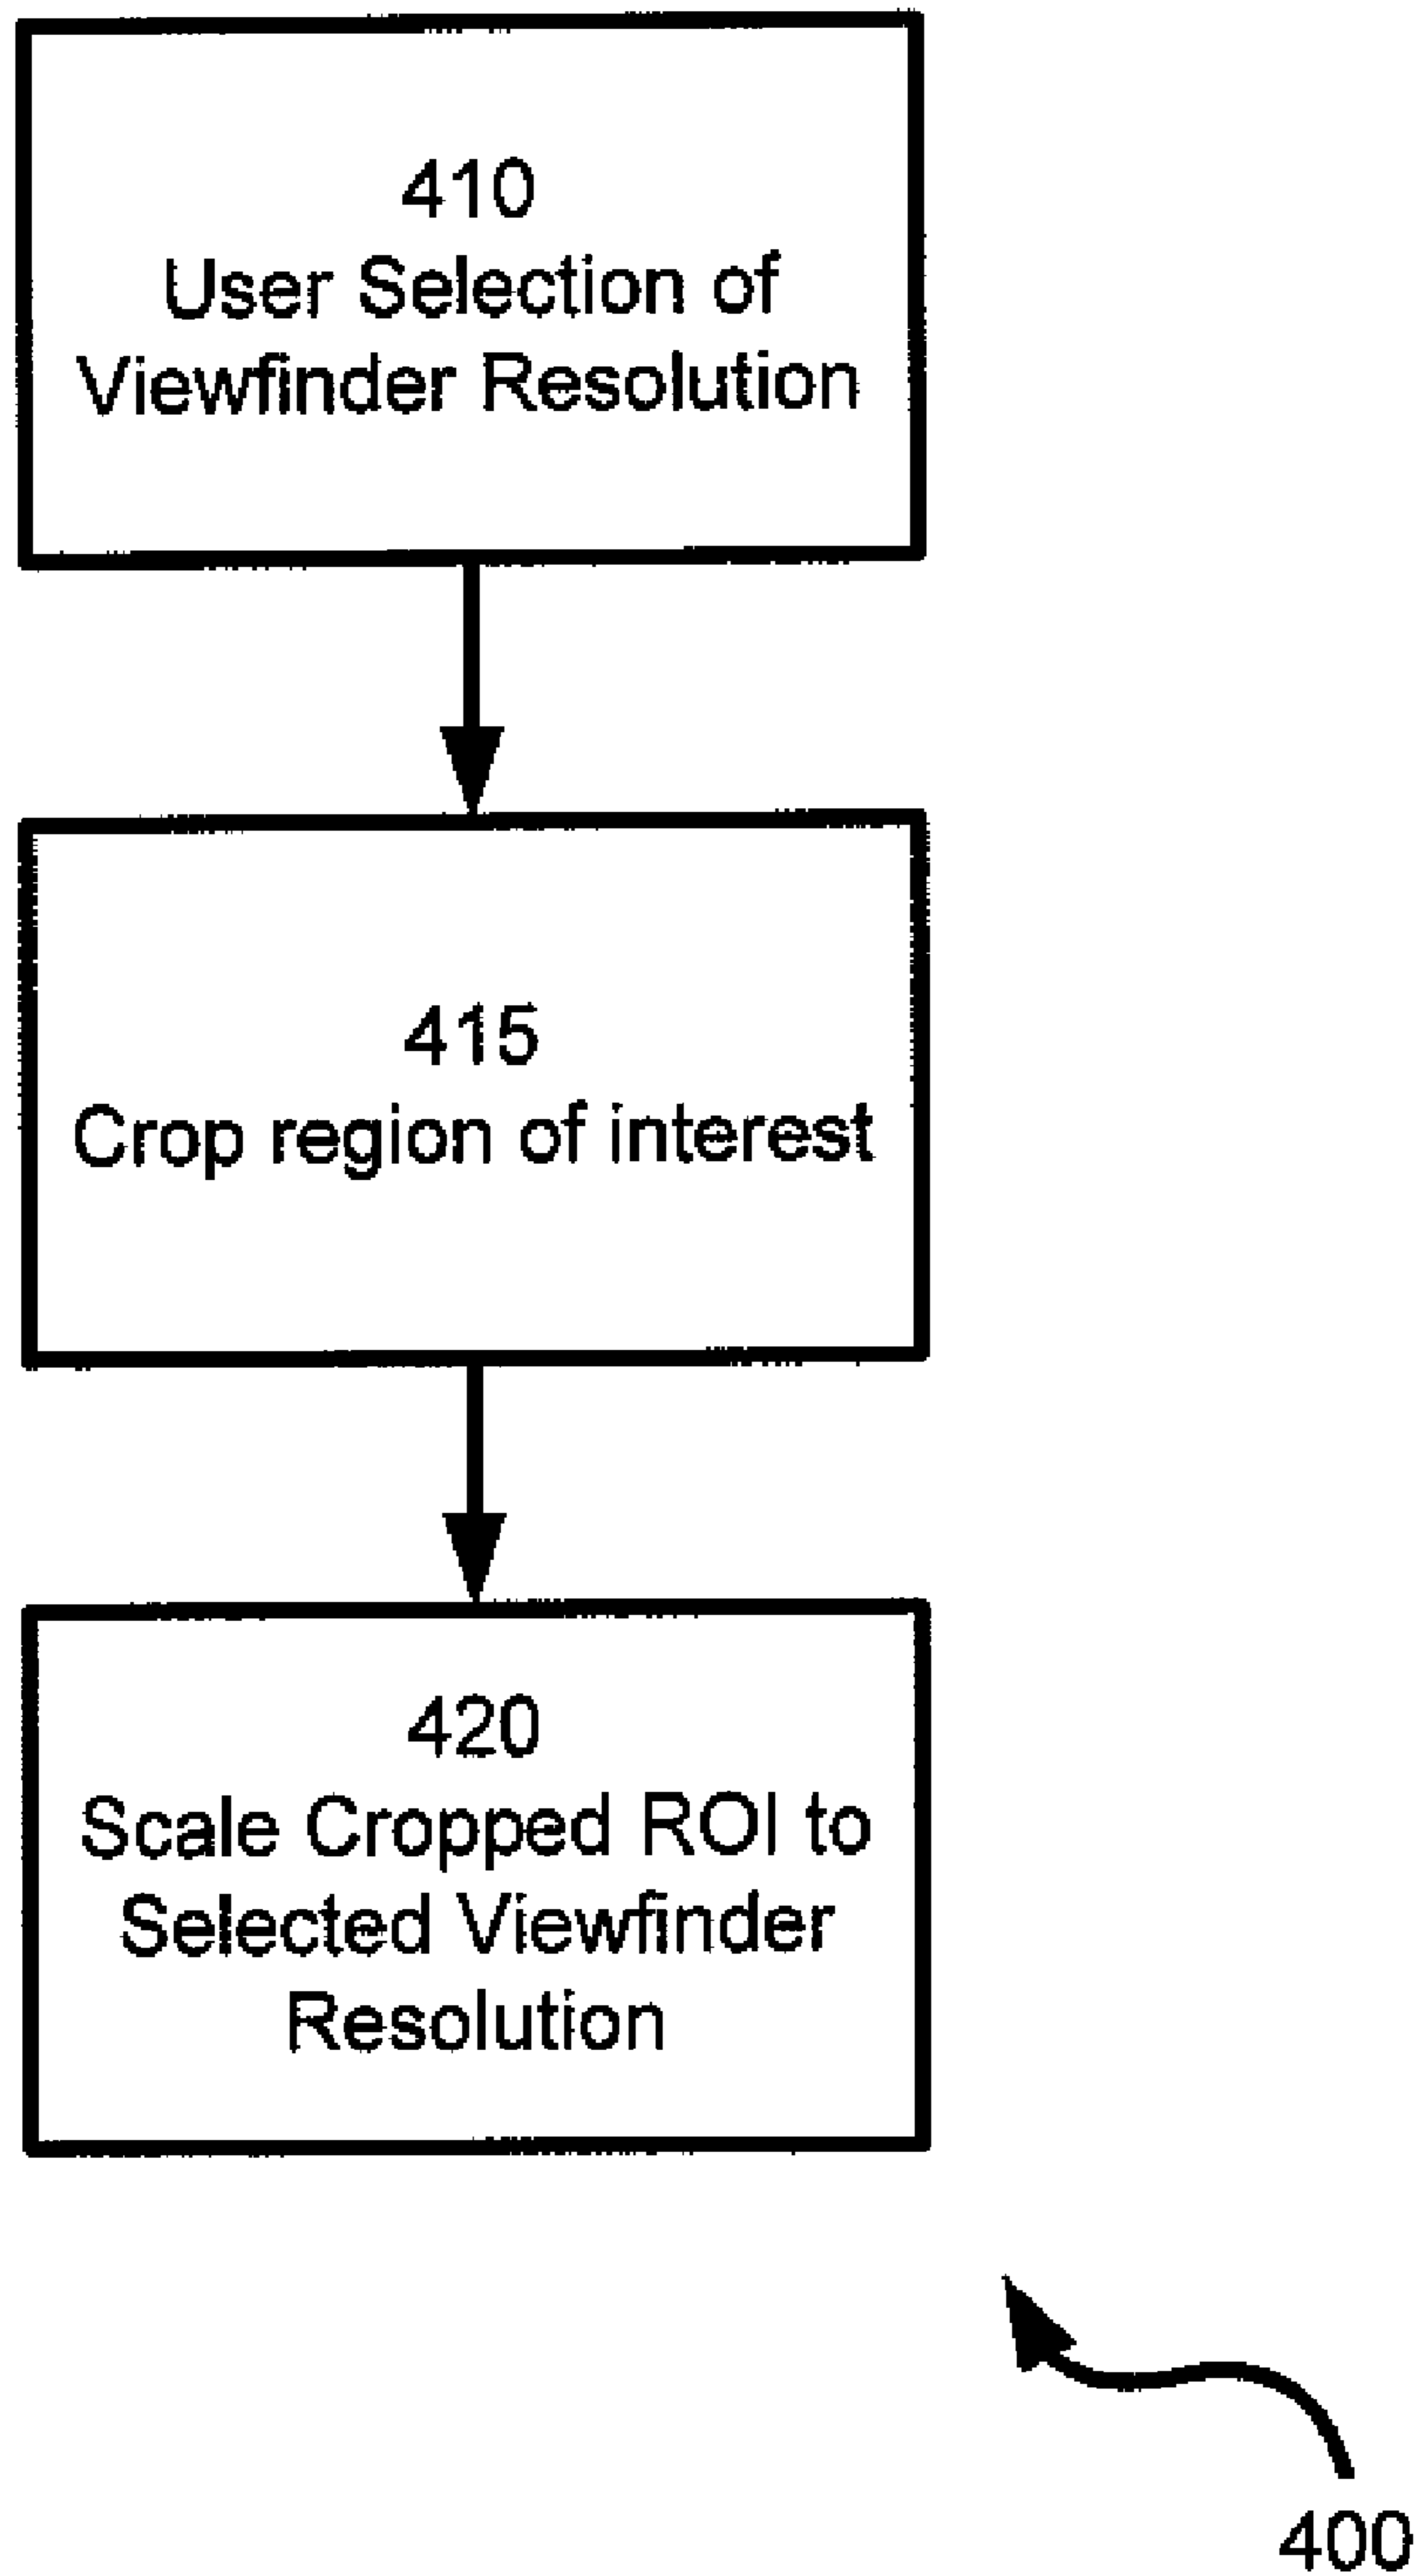 410
User Selection of
Viewfinder Resolution
415
Crop region of interest
420
Scale Cropped ROI to
Selected Viewfinder
Resolution
400